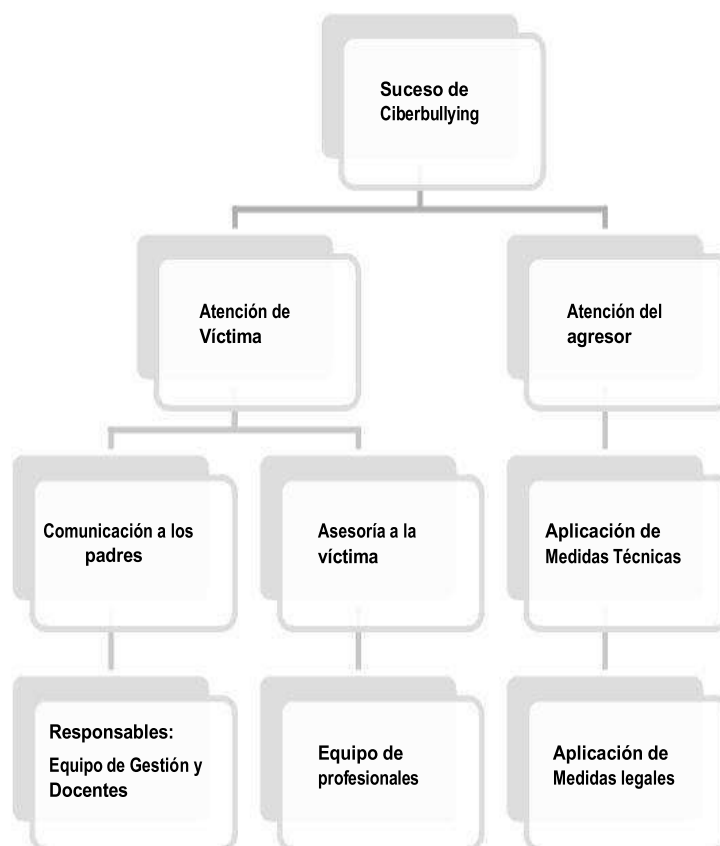 Suceso de
Ciberbullying
Atención de
Víctima
Atención del
agresor
Comunicación a los
padres
Asesoría a la
víctima
Aplicación de
Medidas Técnicas
Responsables:
Equipo de Gestión y
Docentes
Equipo de
profesionales
Aplicación de
Medidas legales